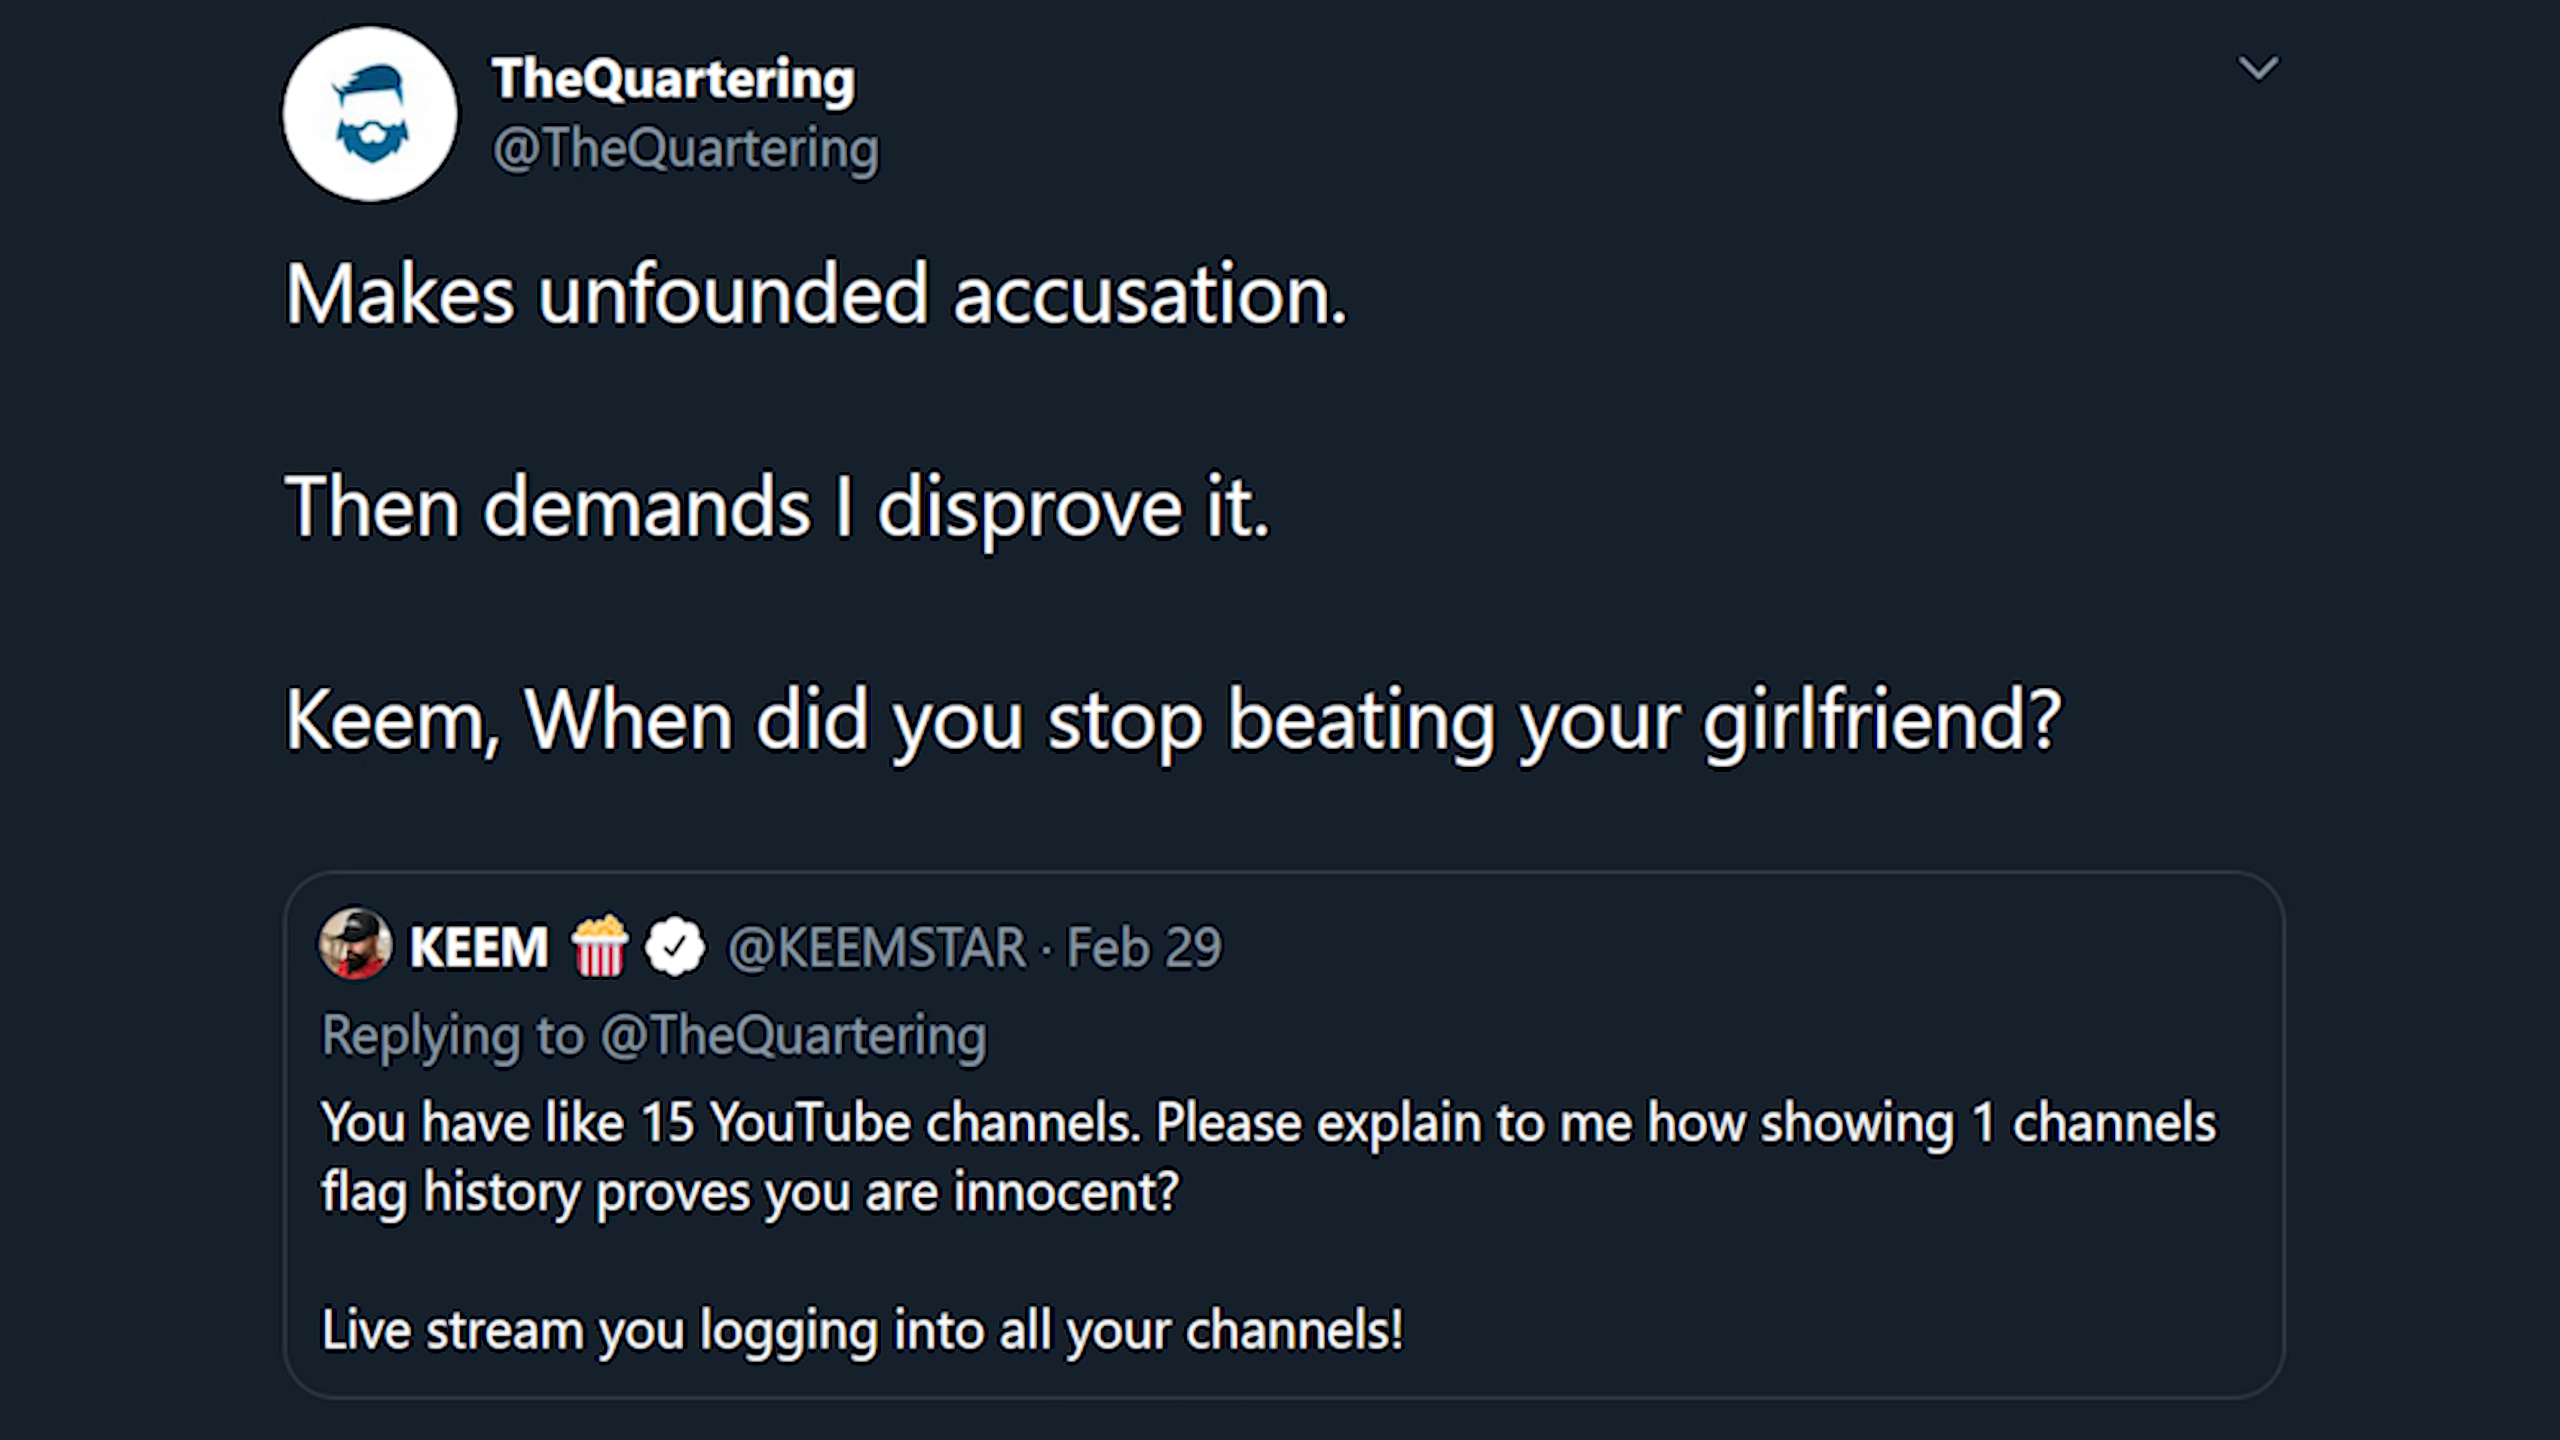 TheQuartering
@TheQuartering
Makes unfounded accusation.
Then demands I disprove it.
Keem, When did you stop beating your girlfriend?
KEEM 🍿 @KEEMSTAR · Feb 29
Replying to @TheQuartering
You have like 15 YouTube channels. Please explain to me how showing 1 channels
flag history proves you are innocent?
Live stream you logging into all your channels!